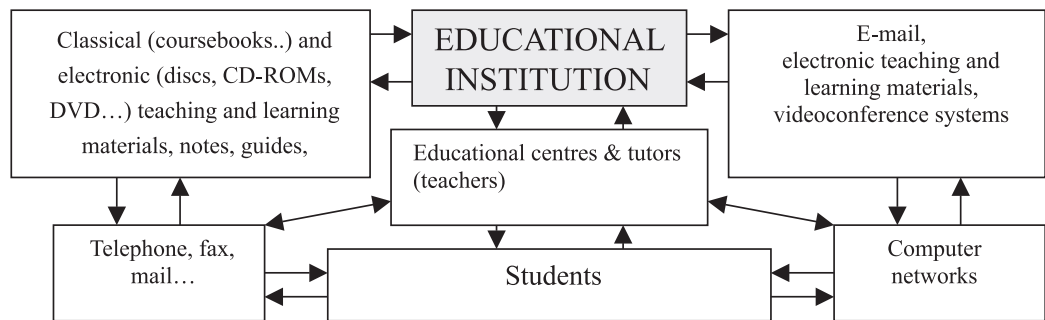 Classical (coursebooks..) and
electronic (discs, CD-ROMs,
DVD…) teaching and learning
materials, notes, guides,
EDUCATIONAL
INSTITUTION
E-mail,
electronic teaching and
learning materials,
videoconference systems
Educational centres & tutors
(teachers)
Telephone, fax,
mail…
Students
Computer
networks